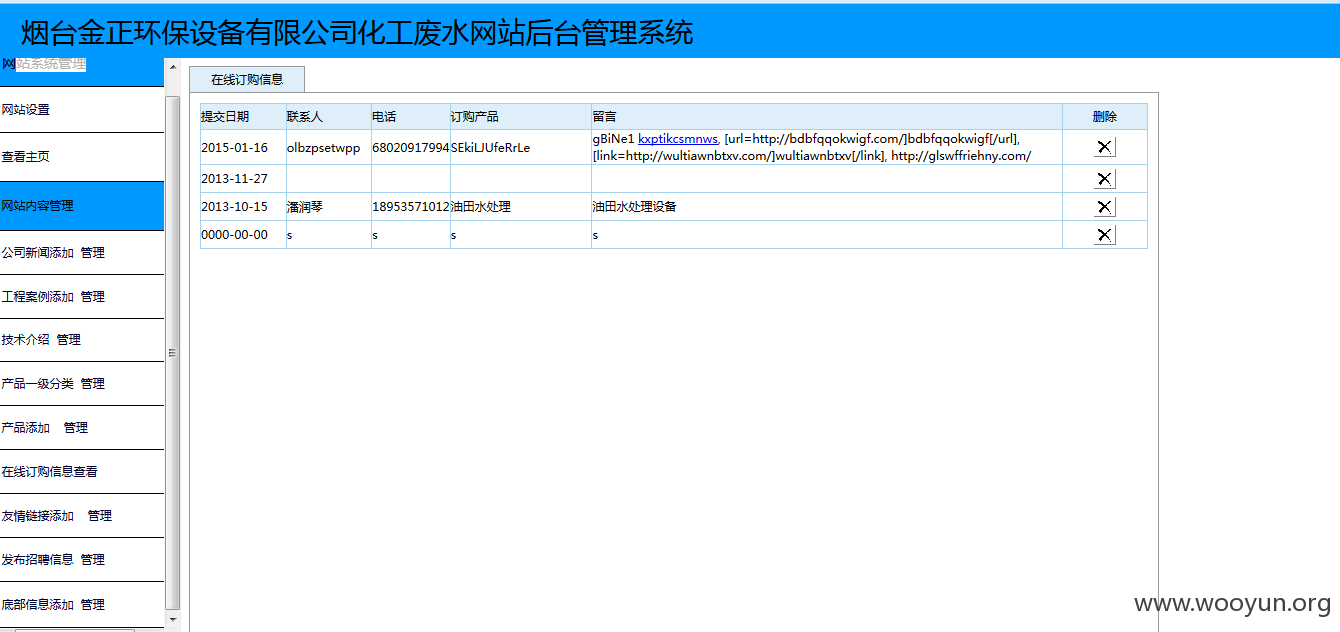 烟台金正环保设备有限公司化工废水网站后台管理系统
网站系统管理
网站设置
查看主页
网站内容管理
公司新闻添加 管理
工程案例添加 管理
技术介绍 管理
产品一级分类 管理
产品添加 管理
在线订购信息查看
友情链接添加 管理
发布招聘信息 管理
底部信息添加 管理
在线订购信息
提交日期 联系人 电话 订购产品 留言 删除
2015-01-16 olbzpsetwpp 68020917994 SEkiLJUfeRrLe gBiNe1 kxptikcsmnws, [url=http://bdbfqqokwigf.com/]bdbfqqokwigf[/url],
[link=http://wultiawnbtxv.com/]wultiawnbtxv[/link], http://glswffriehny.com/
2013-11-27
2013-10-15 潘润琴 18953571012 油田水处理 油田水处理设备
0000-00-00 s s s s
www.wooyun.org